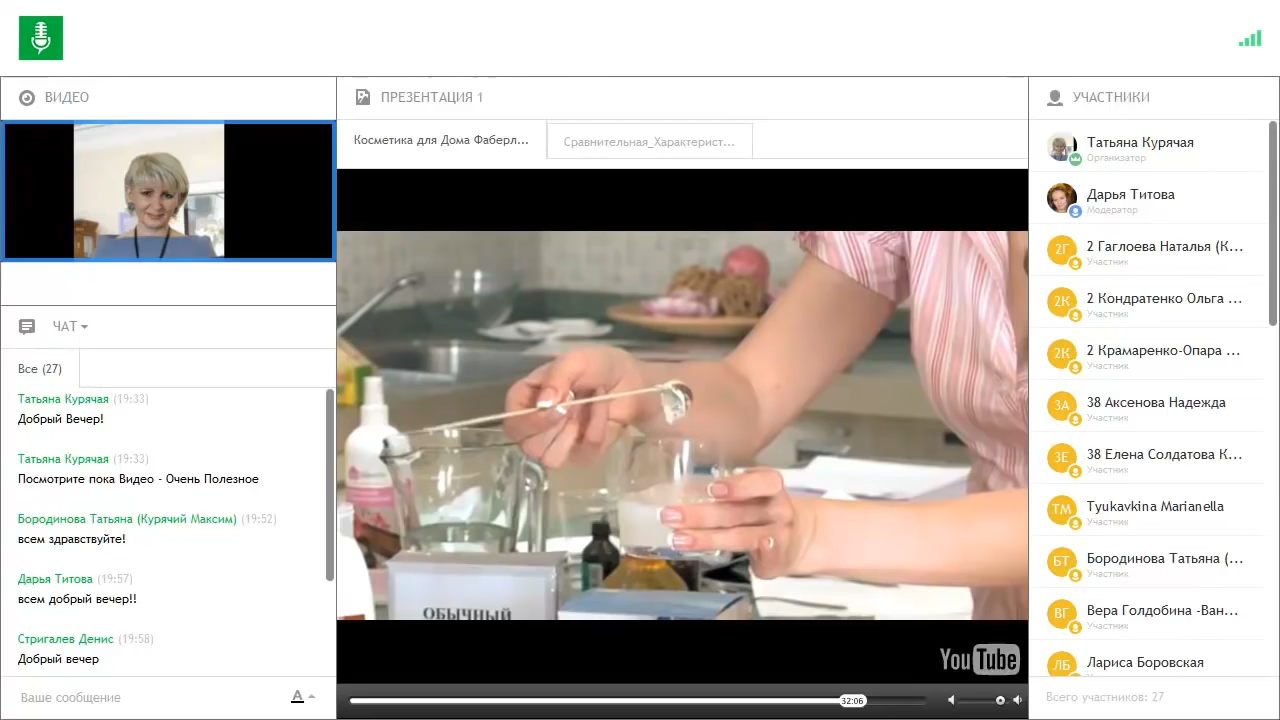 ВИДЕО
ПРЕЗЕНТАЦИЯ 1
УЧАСТНИКИ
Косметика для Дома Фаберл...
Сравнительная_Характерист...
ЧАТ
Все (27)
Татьяна Курячая (19:33)
Добрый Вечер!
Татьяна Курячая (19:33)
Посмотрите пока Видео - Очень Полезное
Бородинова Татьяна (Курячий Максим) (19:52)
всем здравствуйте!
Дарья Титова (19:57)
всем добрый вечер!!
Стригалев Денис (19:58)
Добрый вечер
Ваше сообщение
A
ОБЫЧНЫЙ
YouTube
32:06
Татьяна Курячая
Организатор
Дарья Титова
Модератор
2Г
2 Гаглоева Наталья (К...
Участник
2К
2 Кондратенко Ольга ...
Участник
2К
2 Крамаренко-Опара ...
Участник
3А
38 Аксенова Надежда
Участник
3Е
38 Елена Солдатова К...
Участник
TM
Tyukavkina Marianella
Участник
БТ
Бородинова Татьяна (...
Участник
ВГ
Вера Голдобина -Ван...
Участник
ЛБ
Лариса Боровская
Всего участников: 27